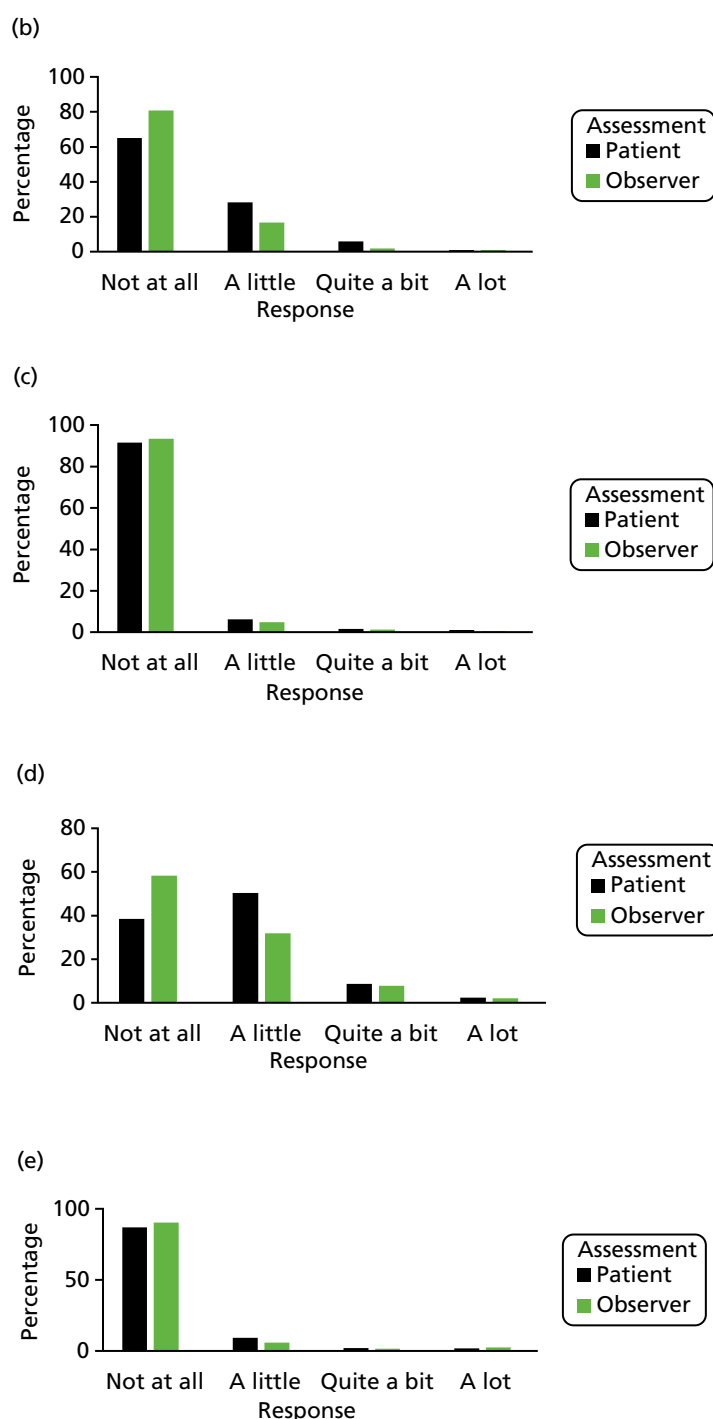 (b)
100
80
60
40
20
0
Percentage
Not at all A little Quite a bit A lot
Response
Assessment
Patient
Observer
(c)
100
80
60
40
20
0
Percentage
Not at all A little Quite a bit A lot
Response
Assessment
Patient
Observer
(d)
80
60
40
20
0
Percentage
Not at all A little Quite a bit A lot
Response
Assessment
Patient
Observer
(e)
100
50
0
Percentage
Not at all A little Quite a bit A lot
Response
Assessment
Patient
Observer